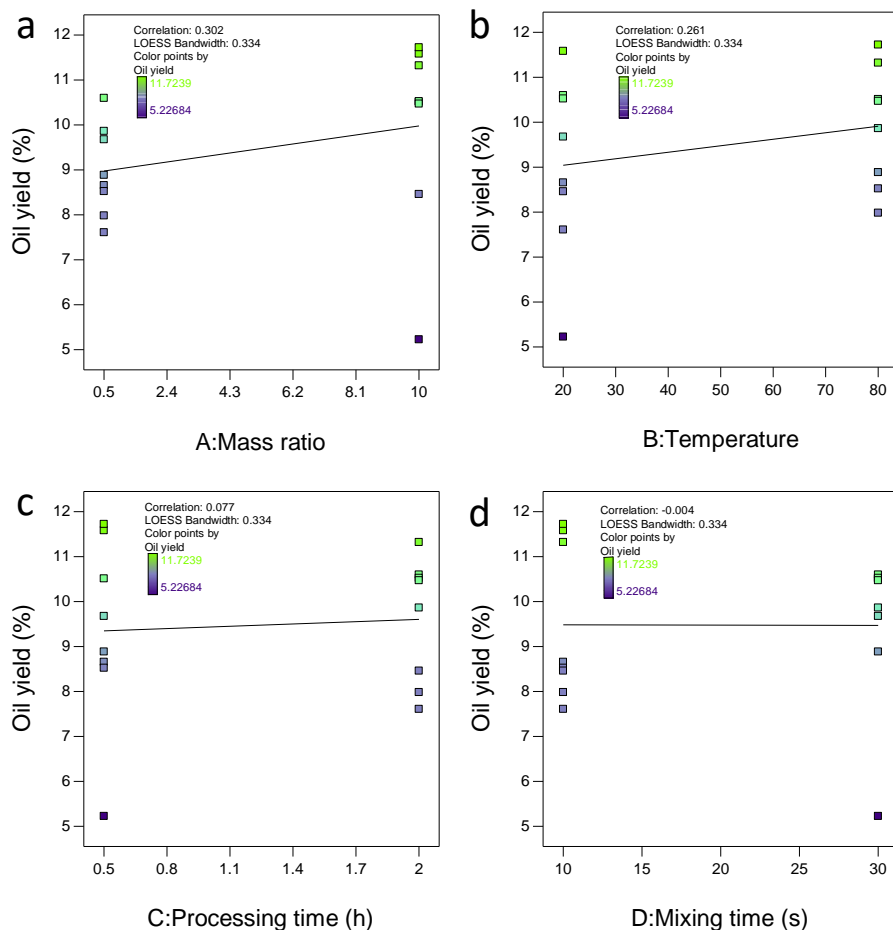 a
Correlation: 0.302
LOESS Bandwidth: 0.334
Color points by
Oil yield
11.7239
5.22684
12
11
10
9
8
7
6
5
Oil yield (%)
0.5 2.4 4.3 6.2 8.1 10
A:Mass ratio
b
Correlation: 0.261
LOESS Bandwidth: 0.334
Color points by
Oil yield
11.7239
5.22684
12
11
10
9
8
7
6
5
Oil yield (%)
20 30 40 50 60 70 80
B:Temperature
c
Correlation: 0.077
LOESS Bandwidth: 0.334
Color points by
Oil yield
11.7239
5.22684
12
11
10
9
8
7
6
5
Oil yield (%)
0.5 0.8 1.1 1.4 1.7 2
C:Processing time (h)
d
Correlation: -0.004
LOESS Bandwidth: 0.334
Color points by
Oil yield
11.7239
5.22684
12
11
10
9
8
7
6
5
Oil yield (%)
10 15 20 25 30
D:Mixing time (s)